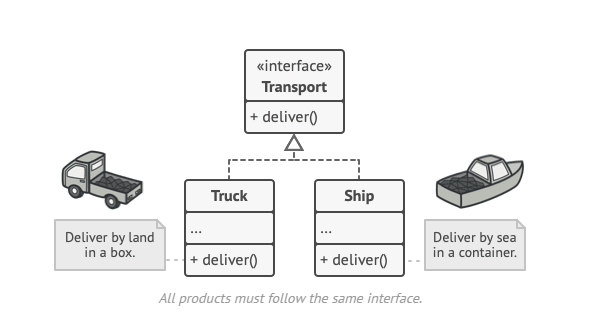 «interface»
Transport
+ deliver()
Truck
...
+ deliver()
Ship
...
+ deliver()
Deliver by land
in a box.
Deliver by sea
in a container.
All products must follow the same interface.